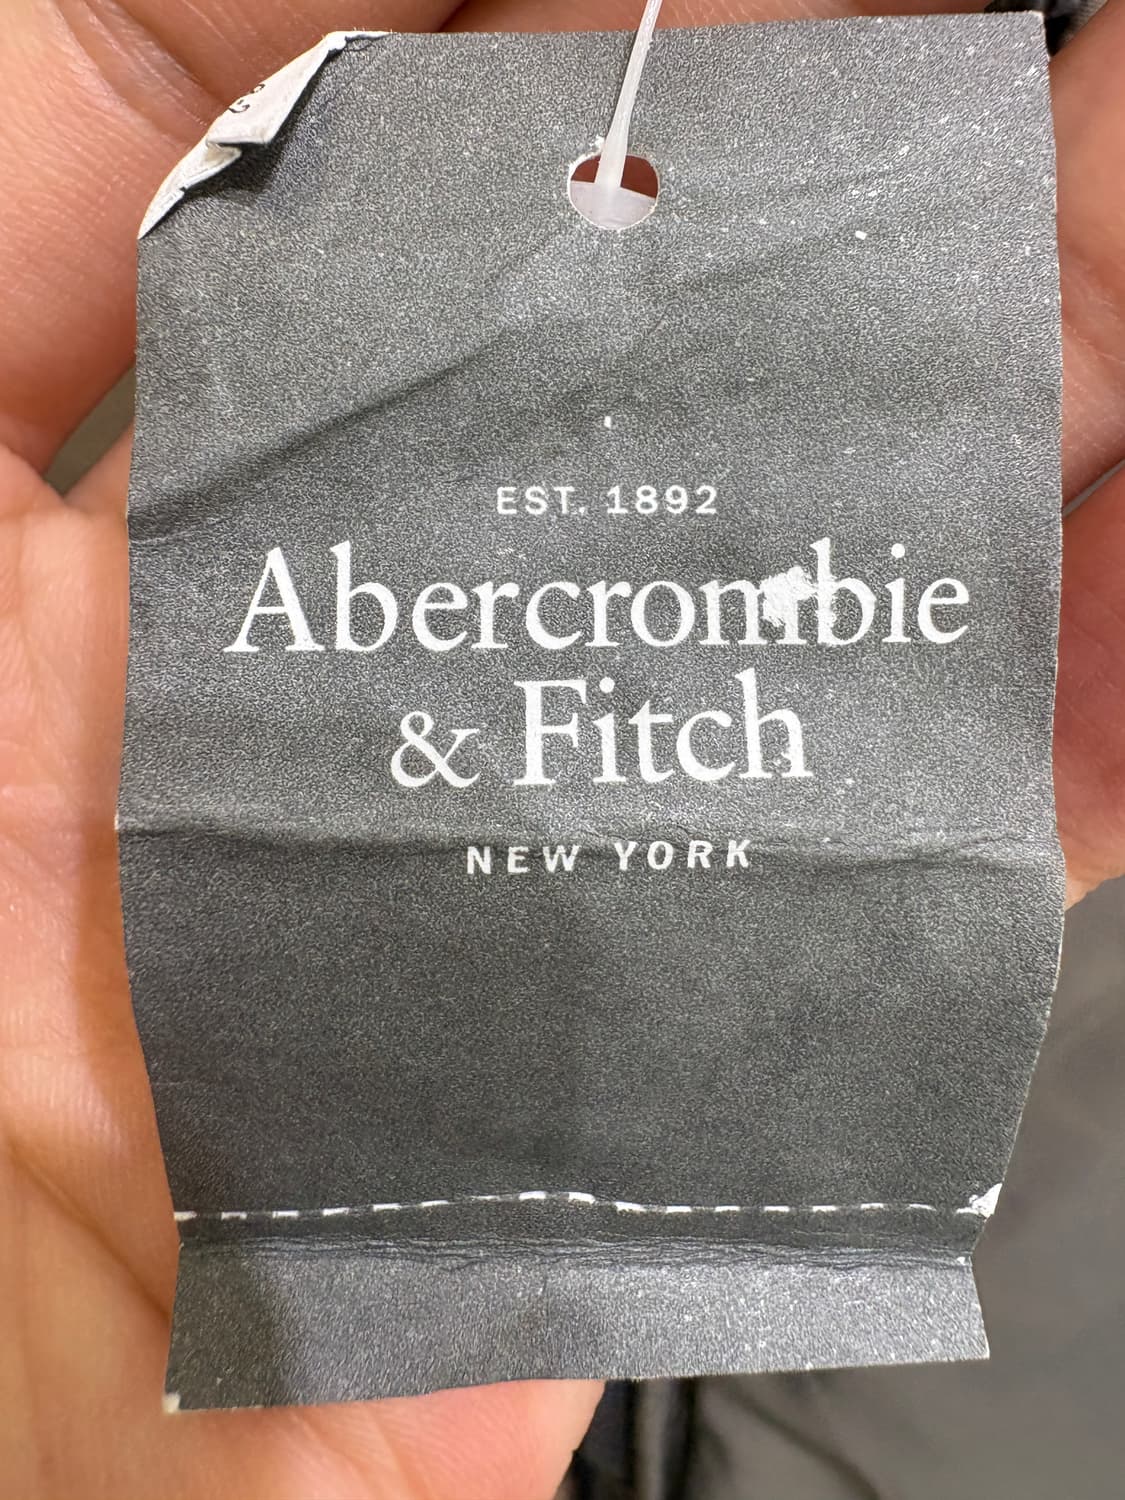 EST. 1892
Abercrombie
& Fitch
NEW YORK